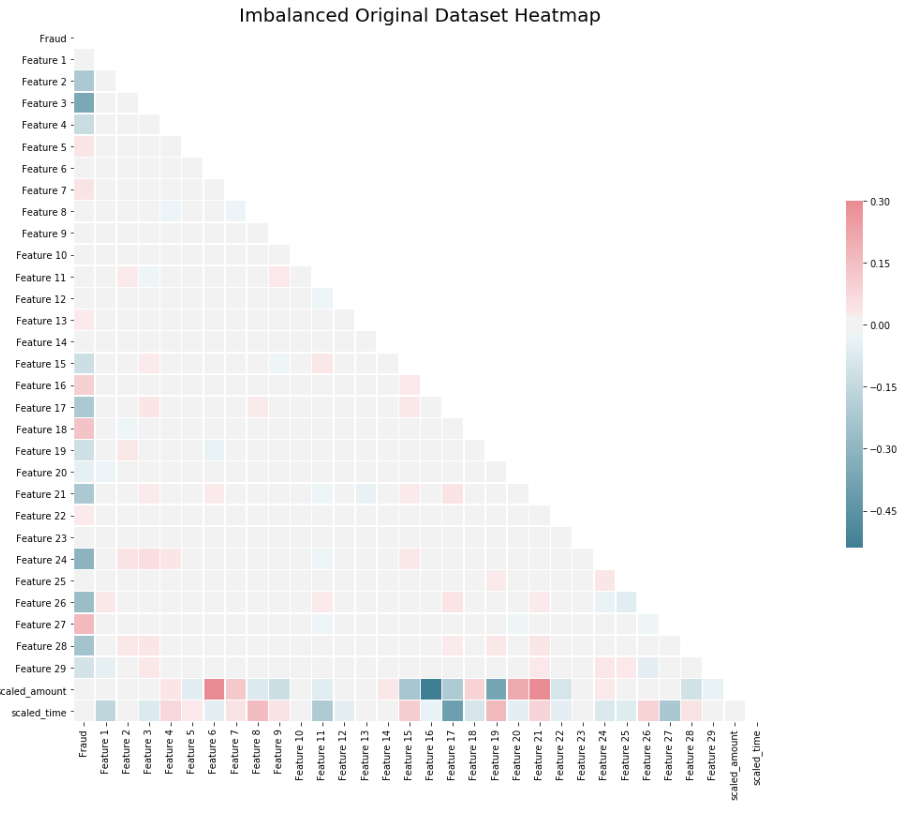 Imbalanced Original Dataset Heatmap
Fraud
Feature 1
Feature 2
Feature 3
Feature 4
Feature 5
Feature 6
Feature 7
Feature 8
Feature 9
Feature 10
Feature 11
Feature 12
Feature 13
Feature 14
Feature 15
Feature 16
Feature 17
Feature 18
Feature 19
Feature 20
Feature 21
Feature 22
Feature 23
Feature 24
Feature 25
Feature 26
Feature 27
Feature 28
Feature 29
caled_amount
scaled_time
Fraud
Feature 1
Feature 2
Feature 3
Feature 4
Feature 5
Feature 6
Feature 7
Feature 8
Feature 9
Feature 10
Feature 11
Feature 12
Feature 13
Feature 14
Feature 15
Feature 16
Feature 17
Feature 18
Feature 19
Feature 20
Feature 21
Feature 22
Feature 23
Feature 24
Feature 25
Feature 26
Feature 27
Feature 28
Feature 29
scaled_amount
scaled_time
0.30
0.15
0.00
−0.15
−0.30
−0.45